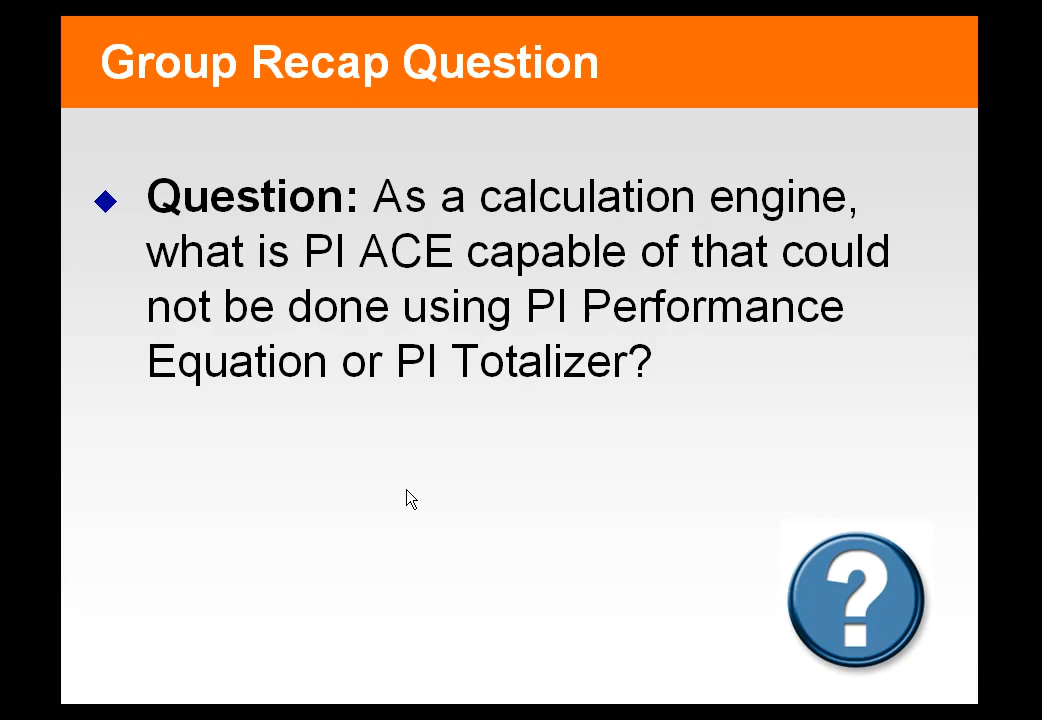 Group Recap Question
Question: As a calculation engine,
what is PI ACE capable of that could
not be done using PI Performance
Equation or PI Totalizer?
?